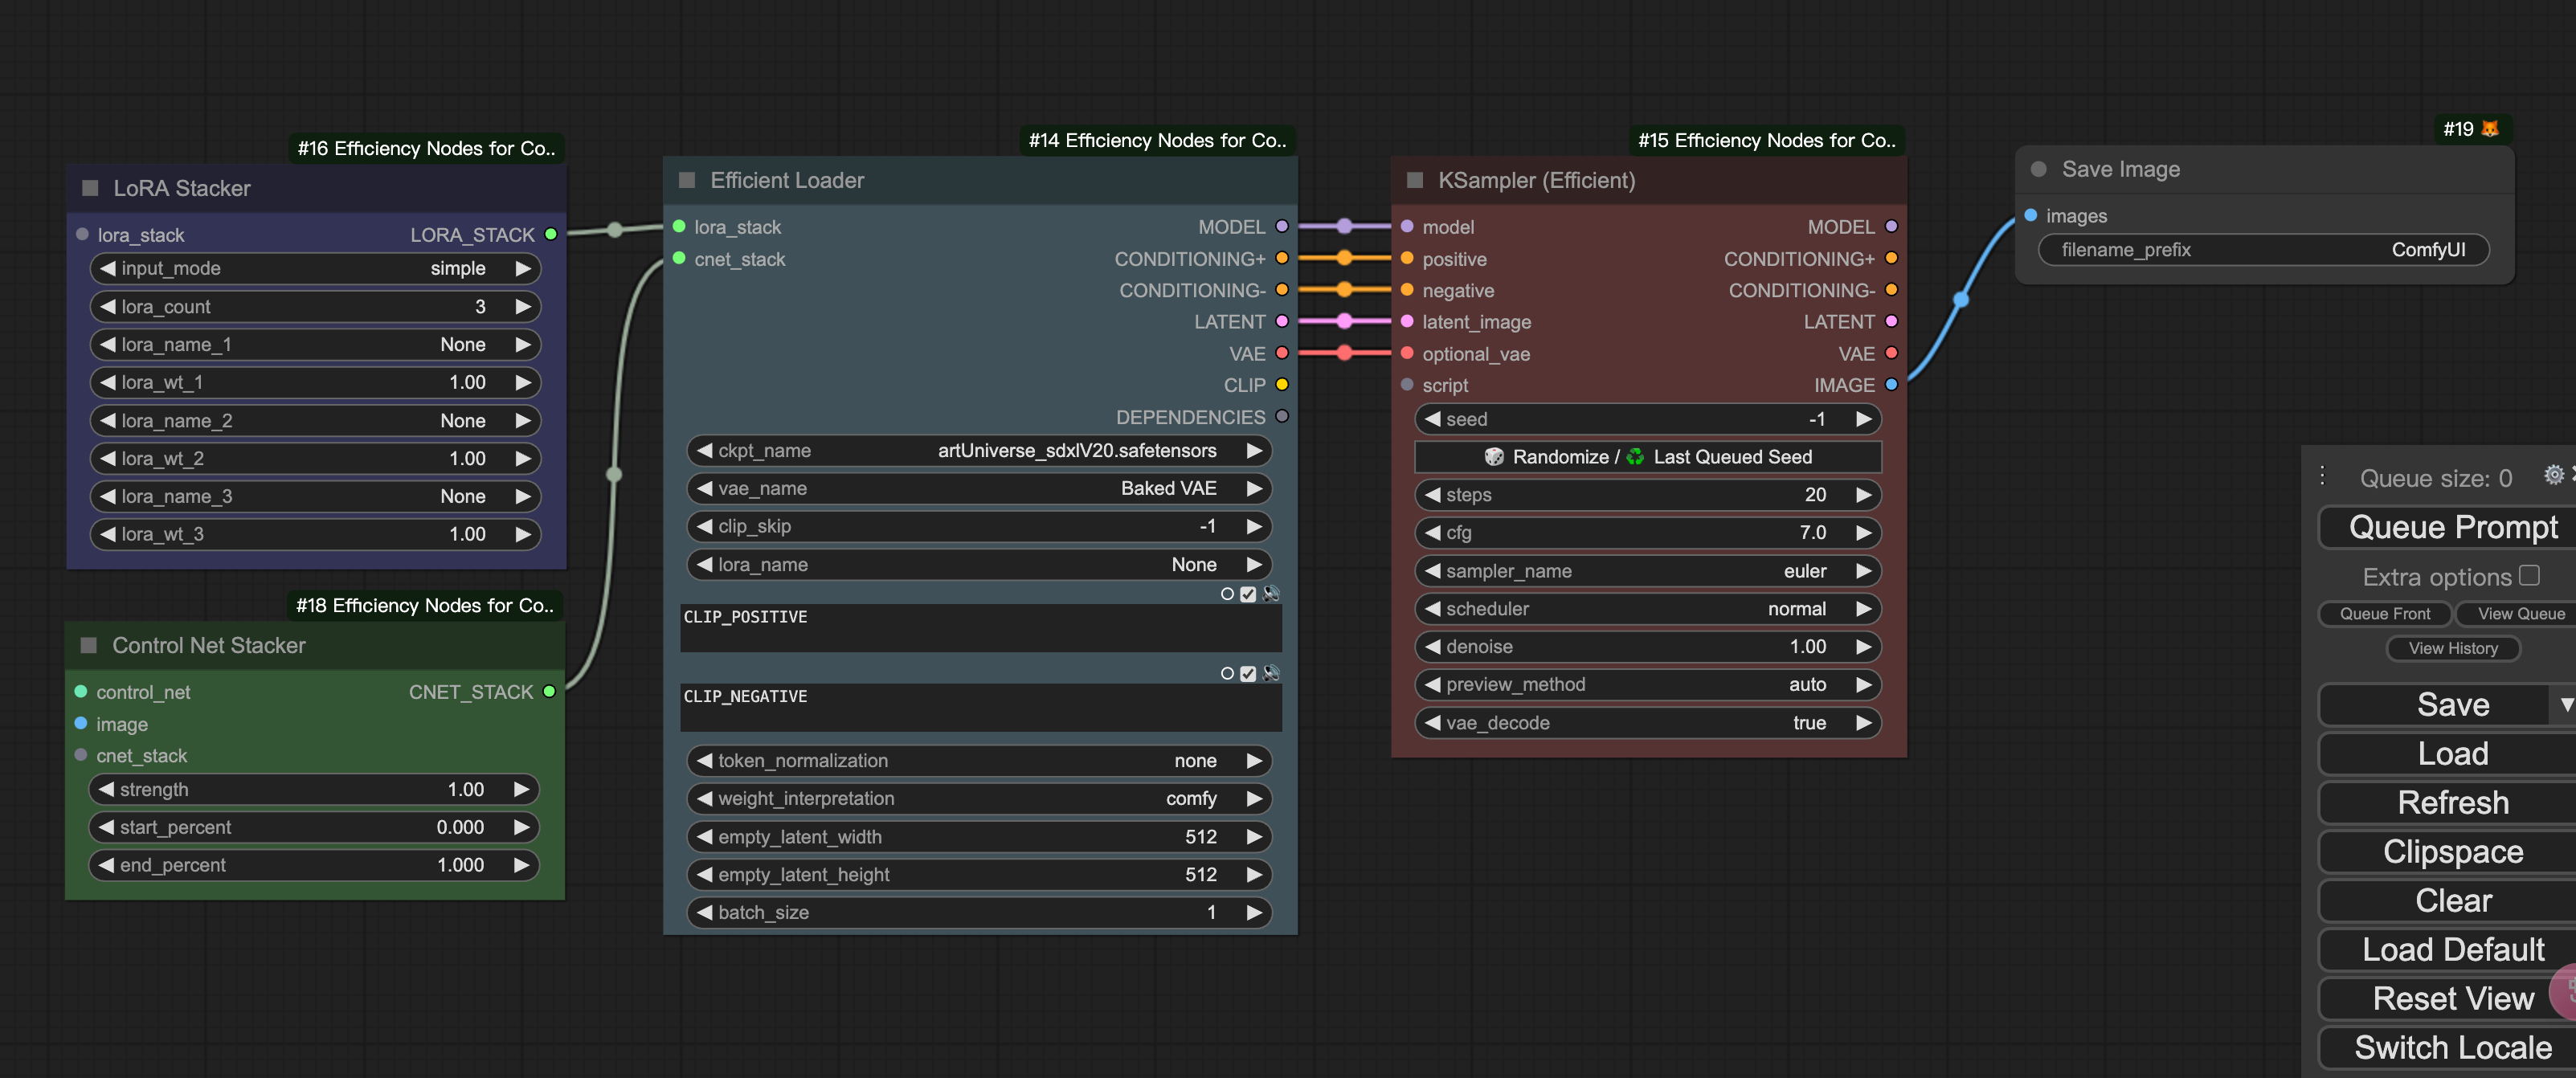 #16 Efficiency Nodes for Co..
LoRA Stacker
lora_stack LORA_STACK
input_mode simple
lora_count 3
lora_name_1 None
lora_wt_1 1.00
lora_name_2 None
lora_wt_2 1.00
lora_name_3 None
lora_wt_3 1.00
#18 Efficiency Nodes for Co..
Control Net Stacker
control_net CNET_STACK
image
cnet_stack
strength 1.00
start_percent 0.000
end_percent 1.000
#14 Efficiency Nodes for Co..
Efficient Loader
lora_stack MODEL
cnet_stack CONDITIONING+
CONDITIONING-
LATENT
VAE
CLIP
DEPENDENCIES
ckpt_name artUniverse_sdxlV20.safetensors
vae_name Baked VAE
clip_skip -1
lora_name None
CLIP_POSITIVE
CLIP_NEGATIVE
token_normalization none
weight_interpretation comfy
empty_latent_width 512
empty_latent_height 512
batch_size 1
#15 Efficiency Nodes for Co..
KSampler (Efficient)
model MODEL
positive CONDITIONING+
negative CONDITIONING-
latent_image LATENT
optional_vae VAE
script IMAGE
seed -1
🎲 Randomize / ♻️ Last Queued Seed
steps 20
cfg 7.0
sampler_name euler
scheduler normal
denoise 1.00
preview_method auto
vae_decode true
#19 🦊
Save Image
images
filename_prefix ComfyUI
Queue size: 0
Queue Prompt
Extra options
Queue Front View Queue
View History
Save
Load
Refresh
Clipspace
Clear
Load Default
Reset View
Switch Locale